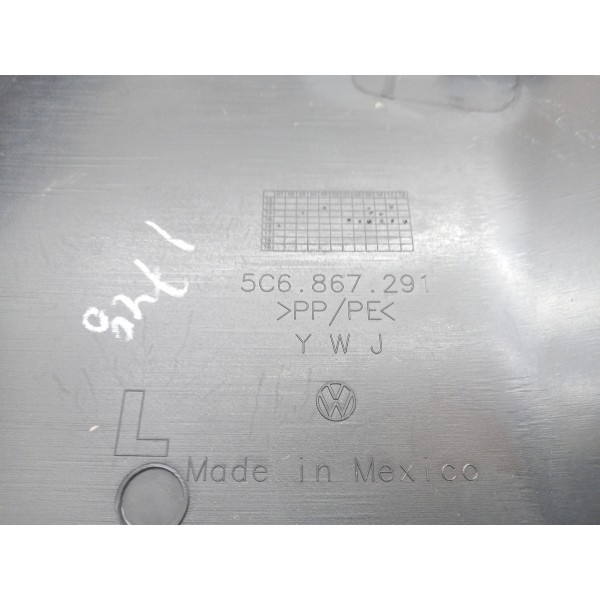 5C6.867.291
>PP/PE<
Y W J
L
Made in Mexico